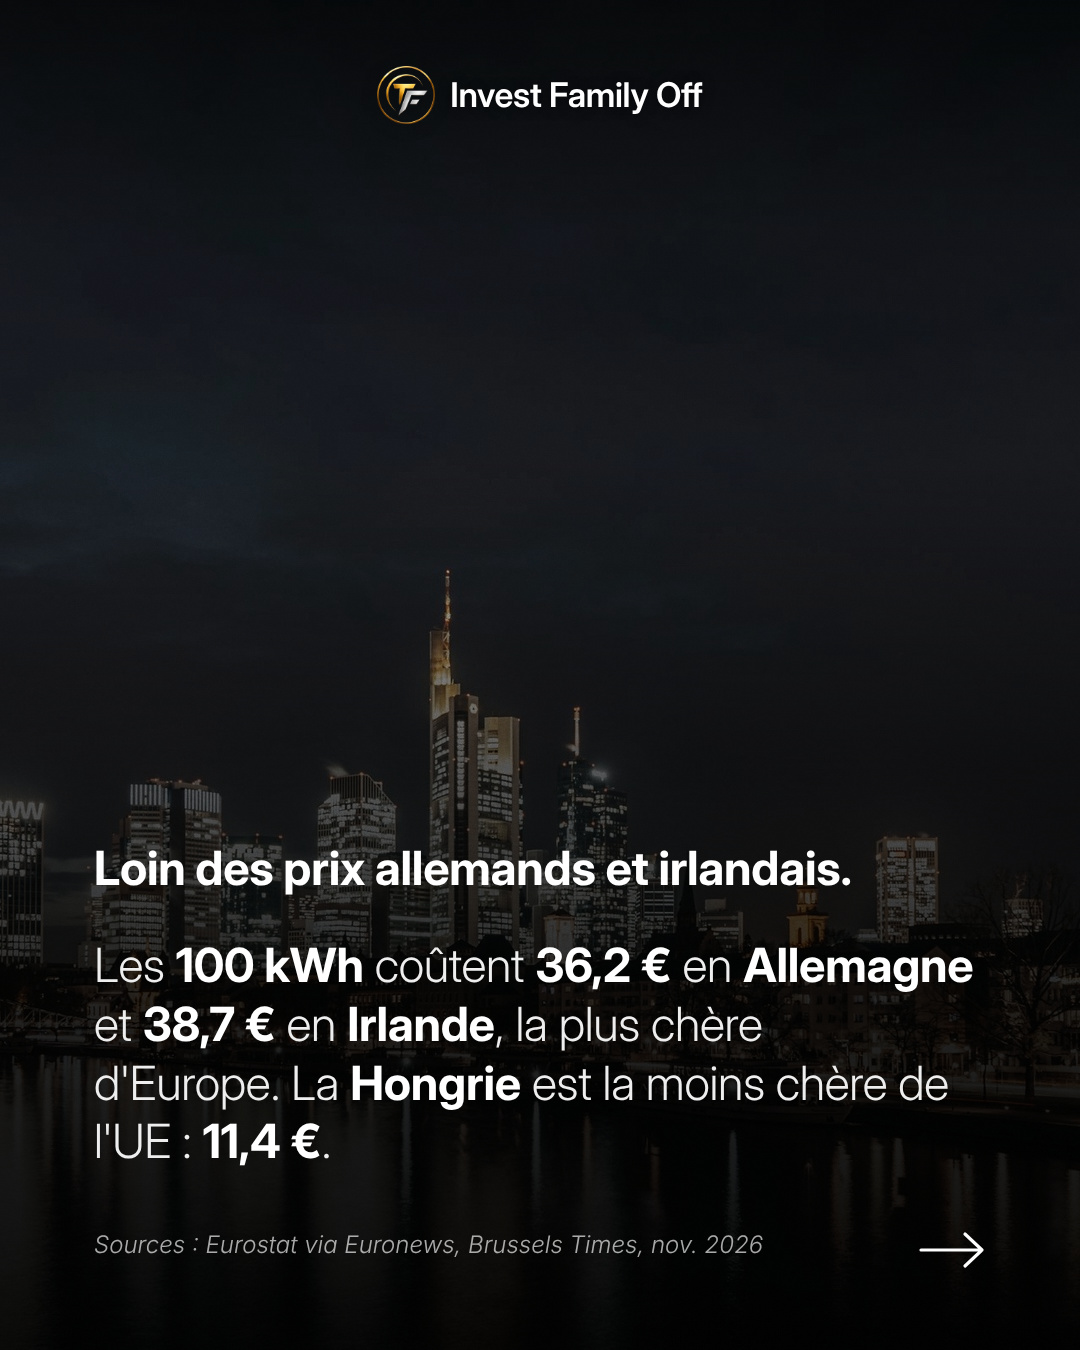 TF Invest Family Off
Loin des prix allemands et irlandais.
Les 100 kWh coûtent 36,2 € en Allemagne
et 38,7 € en Irlande, la plus chère
d'Europe. La Hongrie est la moins chère de
l'UE : 11,4 €.
Sources : Eurostat via Euronews, Brussels Times, nov. 2026